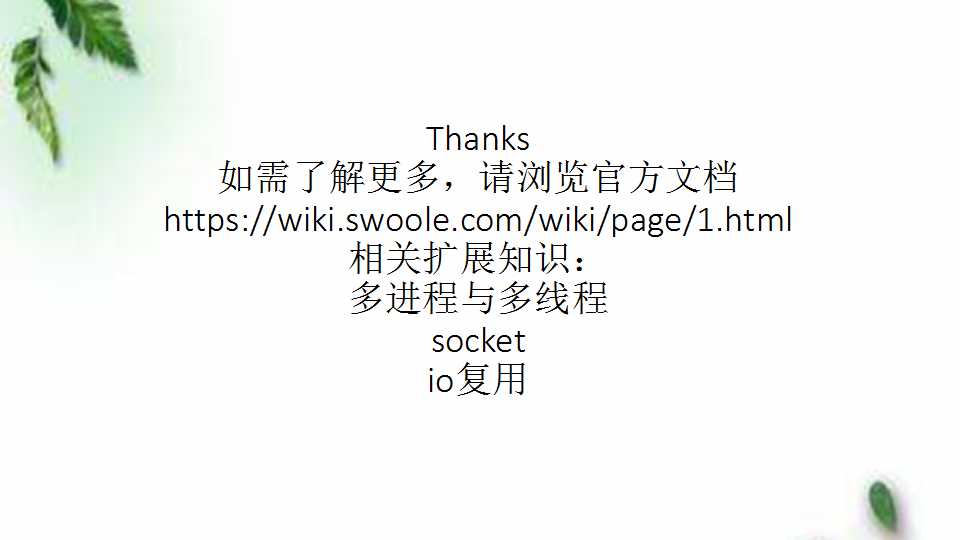 Thanks
如需了解更多，请浏览官方文档
https://wiki.swoole.com/wiki/page/1.html
相关扩展知识：
多进程与多线程
socket
io复用